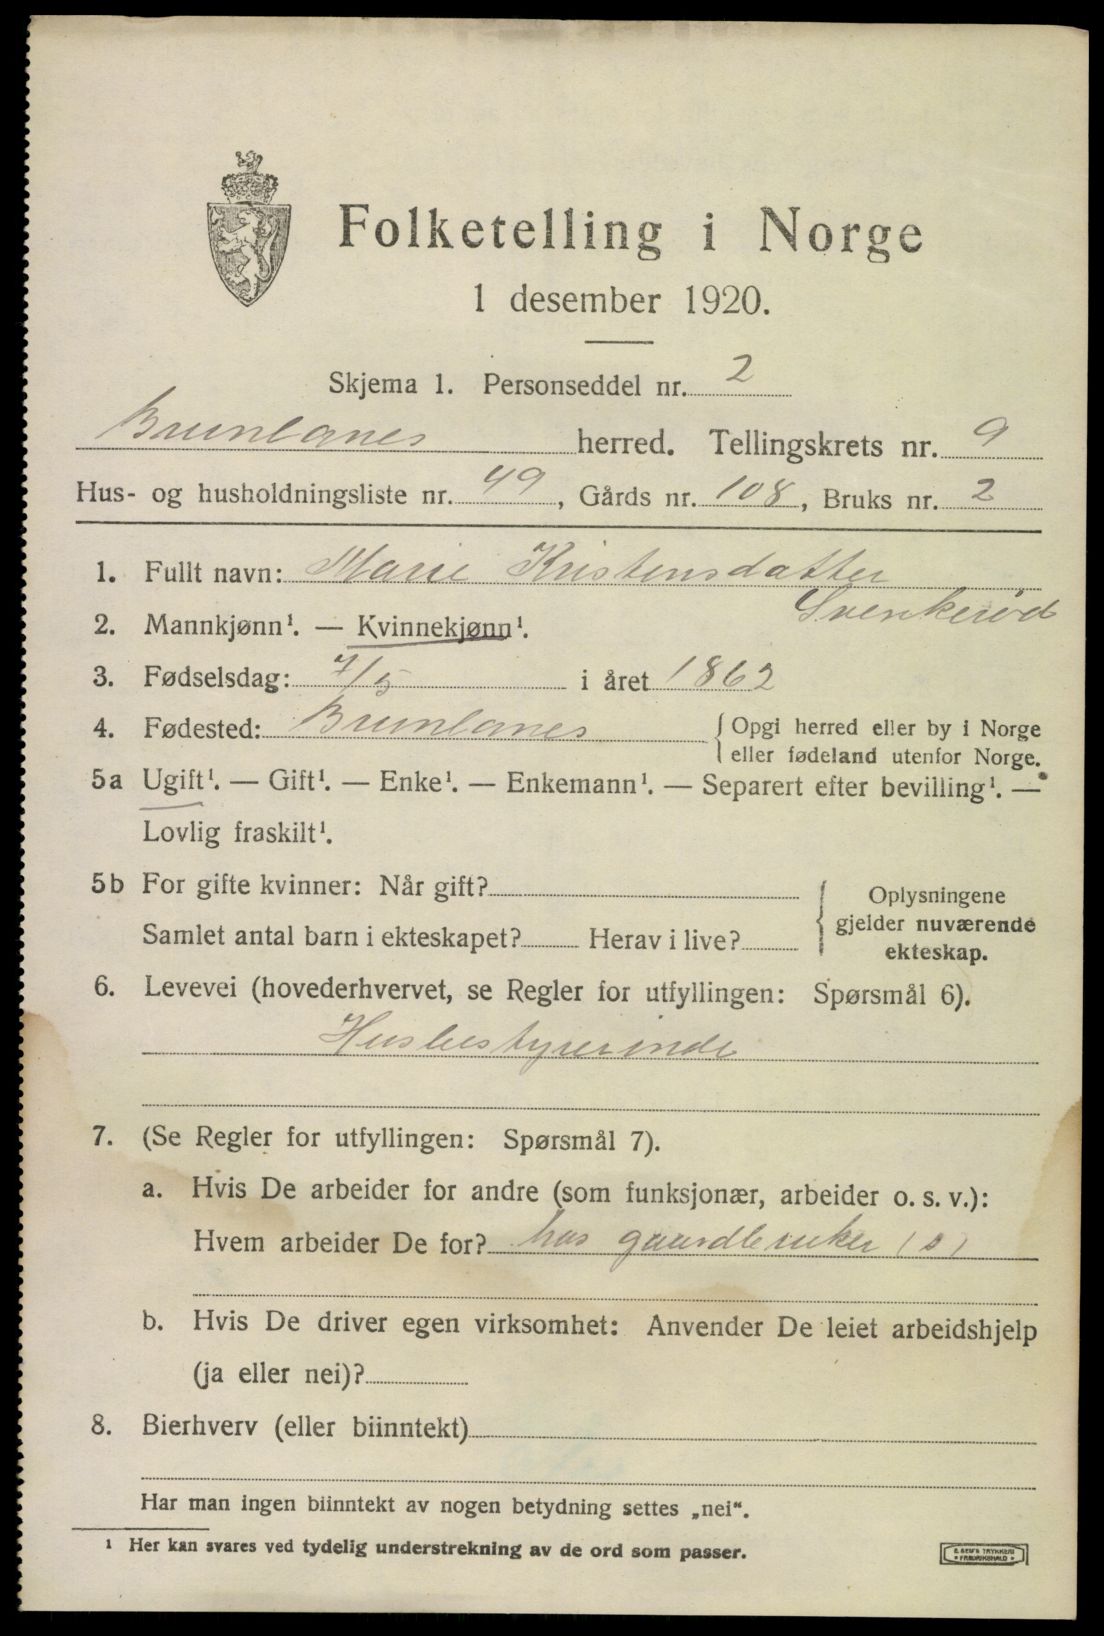 Folketelling i Norge
1 desember 1920.
Skjema 1. Personseddel nr. 2
Brunlanes herred. Tellingskrets nr. 9
Hus- og husholdningsliste nr. 49, Gårds nr. 108, Bruks nr. 2
1. Fullt navn: Marie Kristensdatter
Svenkerød
2. Mannkjønn¹. — Kvinnekjønn¹.
3. Fødselsdag: 7/5 i året 1862
4. Fødested: Brunlanes { Opgi herred eller by i Norge
eller fødeland utenfor Norge.
5a Ugift¹. — Gift¹. — Enke¹. — Enkemann¹. — Separert efter bevilling¹. —
Lovlig fraskilt¹.
5b For gifte kvinner: Når gift?
Samlet antal barn i ekteskapet? Herav i live?
{ Oplysningene
gjelder nuværende
ekteskap.
6. Levevei (hovederhvervet, se Regler for utfyllingen: Spørsmål 6).
Husbestyrerinde
7. (Se Regler for utfyllingen: Spørsmål 7).
a. Hvis De arbeider for andre (som funksjonær, arbeider o. s. v.):
Hvem arbeider De for? hos gaardbruker (s)
b. Hvis De driver egen virksomhet: Anvender De leiet arbeidshjelp
(ja eller nei)?
8. Bierhverv (eller biinntekt)
Har man ingen biinntekt av nogen betydning settes „nei“.
¹ Her kan svares ved tydelig understrekning av de ord som passer.
E. SEM'S TRYKKERI
* FREDRIKSHALD *